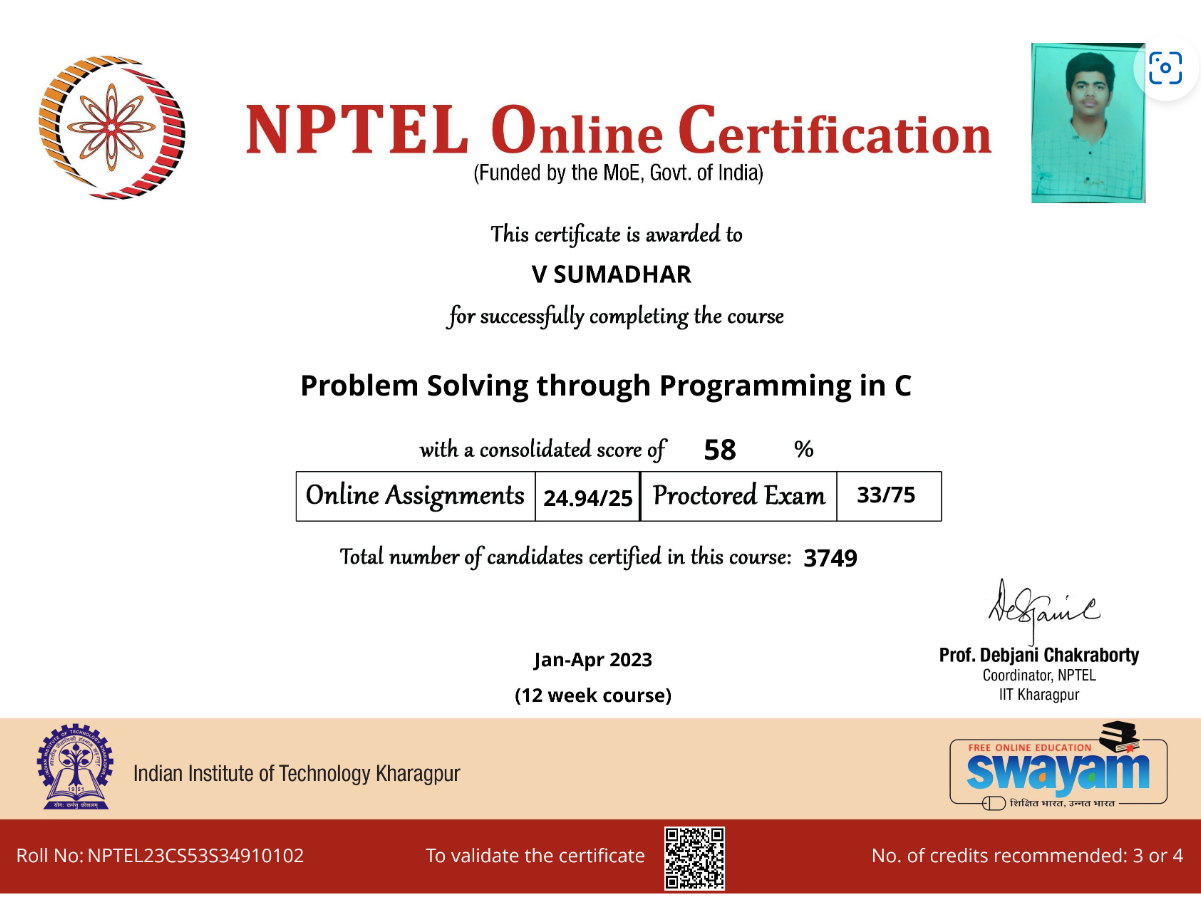 NPTEL Online Certification
(Funded by the MoE, Govt. of India)
This certificate is awarded to
V SUMADHAR
for successfully completing the course
Problem Solving through Programming in C
with a consolidated score of 58 %
Online Assignments 24.94/25 Proctored Exam 33/75
Total number of candidates certified in this course: 3749
Jan-Apr 2023
(12 week course)
Prof. Debjani Chakraborty
Coordinator, NPTEL
IIT Kharagpur
Indian Institute of Technology Kharagpur
1951
FREE ONLINE EDUCATION
swayam
शिक्षित भारत, उन्नत भारत
Roll No: NPTEL23CS53S34910102
To validate the certificate
No. of credits recommended: 3 or 4